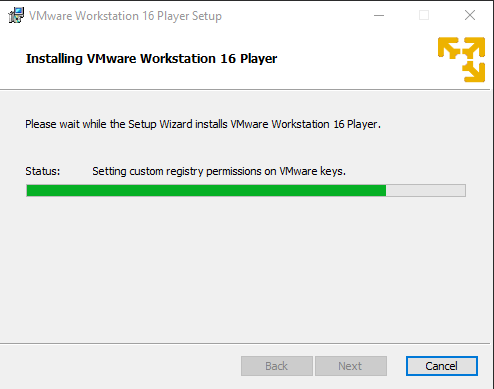 VMware Workstation 16 Player Setup
Installing VMware Workstation 16 Player
Please wait while the Setup Wizard installs VMware Workstation 16 Player.
Status: Setting custom registry permissions on VMware keys.
Back Next Cancel